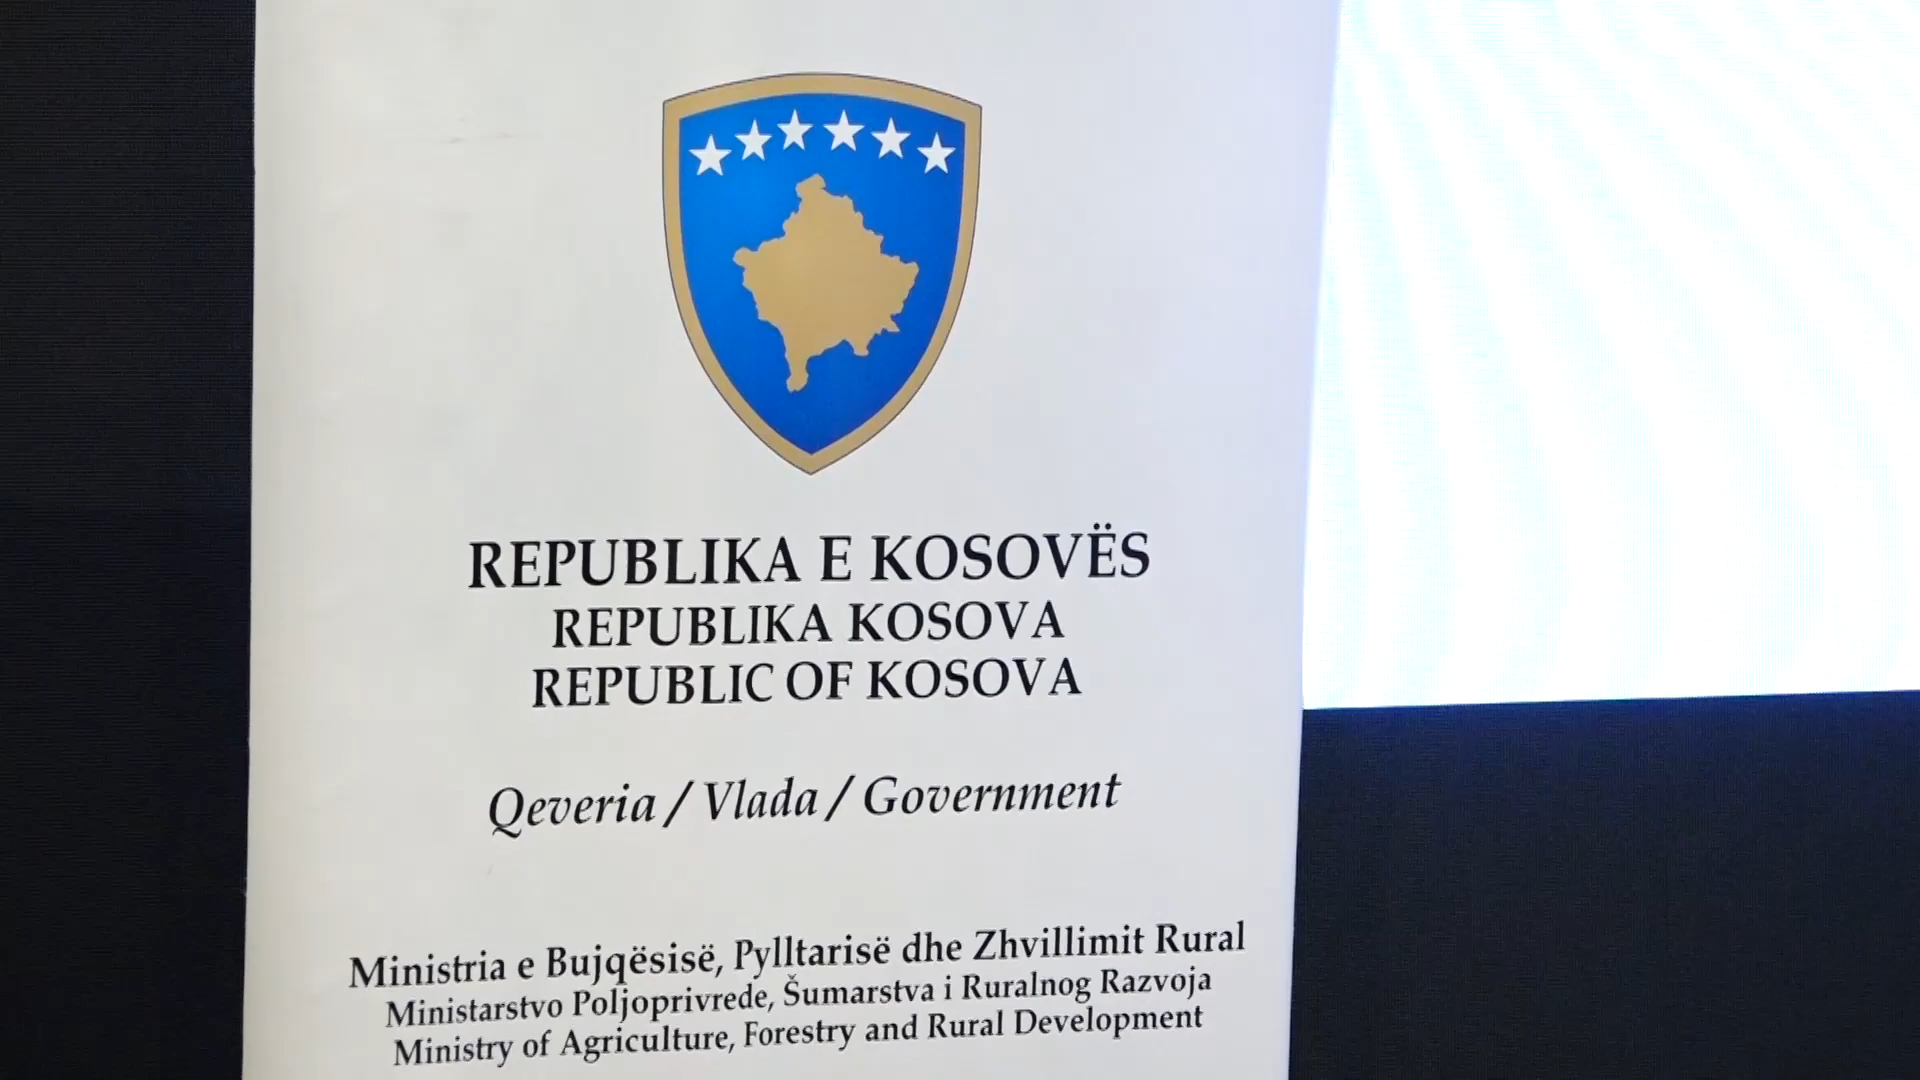 REPUBLIKA E KOSOVËS
REPUBLIKA KOSOVA
REPUBLIC OF KOSOVA
Qeveria / Vlada / Government
Ministria e Bujqësisë, Pylltarisë dhe Zhvillimit Rural
Ministarstvo Poljoprivrede, Šumarstva i Ruralnog Razvoja
Ministry of Agriculture, Forestry and Rural Development